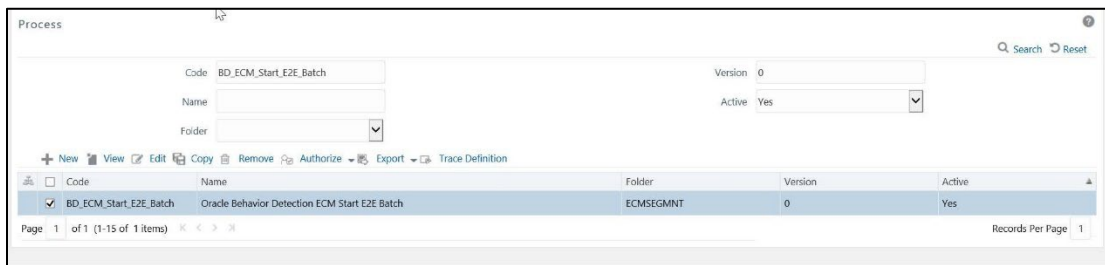 Process
Search Reset
Code BD_ECM_Start_E2E_Batch Version 0
Name Active Yes
Folder
New View Edit Copy Remove Authorize Export Trace Definition
Code Name Folder Version Active
BD_ECM_Start_E2E_Batch Oracle Behavior Detection ECM Start E2E Batch ECMSEGMNT 0 Yes
Page 1 of 1 (1-15 of 1 items) Records Per Page 1